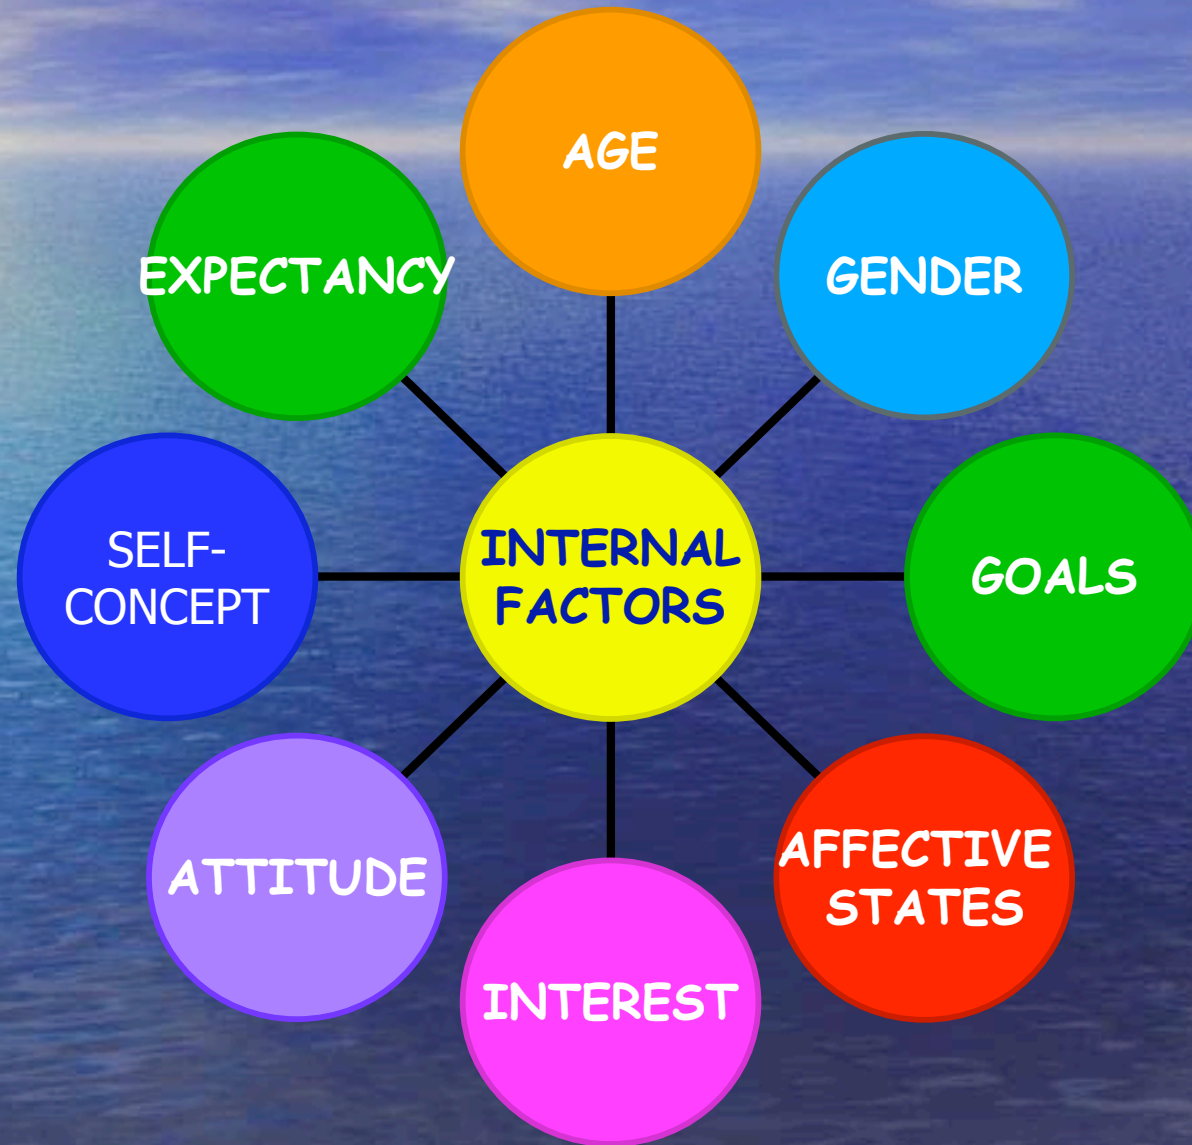 AGE
GENDER
GOALS
AFFECTIVE
STATES
INTEREST
ATTITUDE
SELF-
CONCEPT
EXPECTANCY
INTERNAL
FACTORS